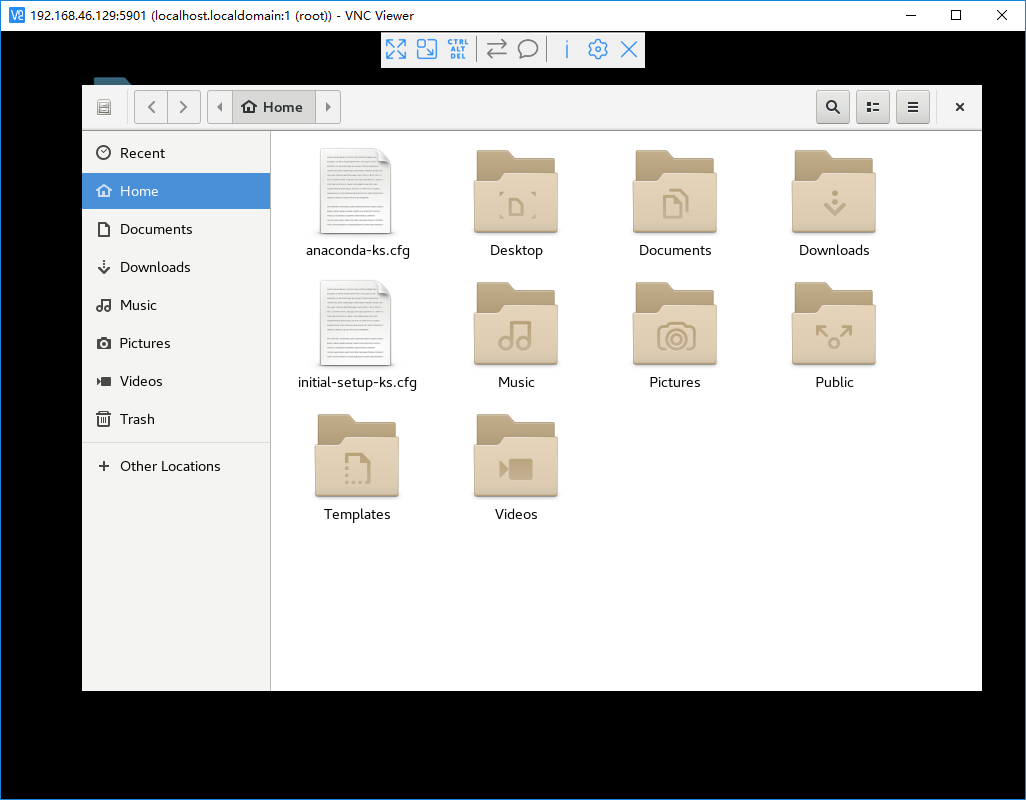 192.168.46.129:5901 (localhost.localdomain:1 (root)) - VNC Viewer
CTRL
ALT
DEL
Home
Recent
Home
Documents
Downloads
Music
Pictures
Videos
Trash
Other Locations
anaconda-ks.cfg
Desktop
Documents
Downloads
initial-setup-ks.cfg
Music
Pictures
Public
Templates
Videos